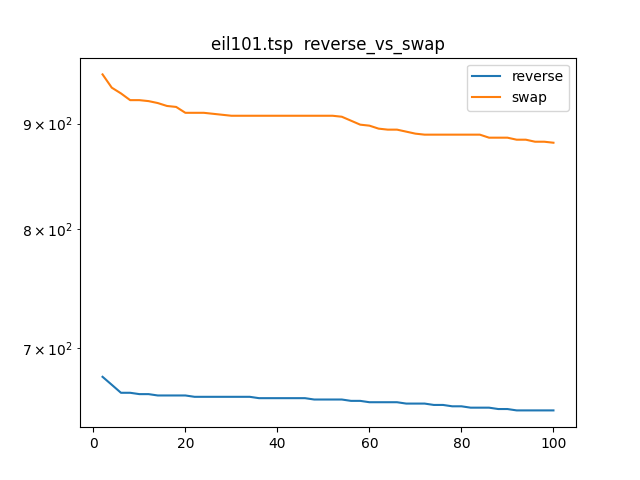 eil101.tsp reverse_vs_swap
reverse
swap
9 × 10²
8 × 10²
7 × 10²
0 20 40 60 80 100